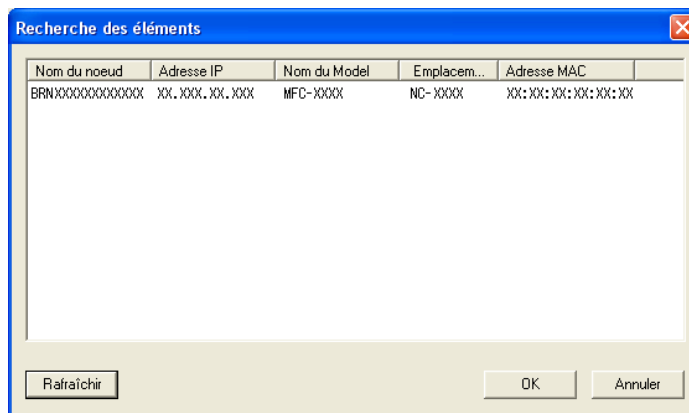 Recherche des éléments
Nom du noeud Adresse IP Nom du Model Emplacem... Adresse MAC
BRNXXXXXXXXXXXX XX.XXX.XX.XXX MFC-XXXX NC-XXXX XX:XX:XX:XX:XX:XX
Rafraîchir OK Annuler